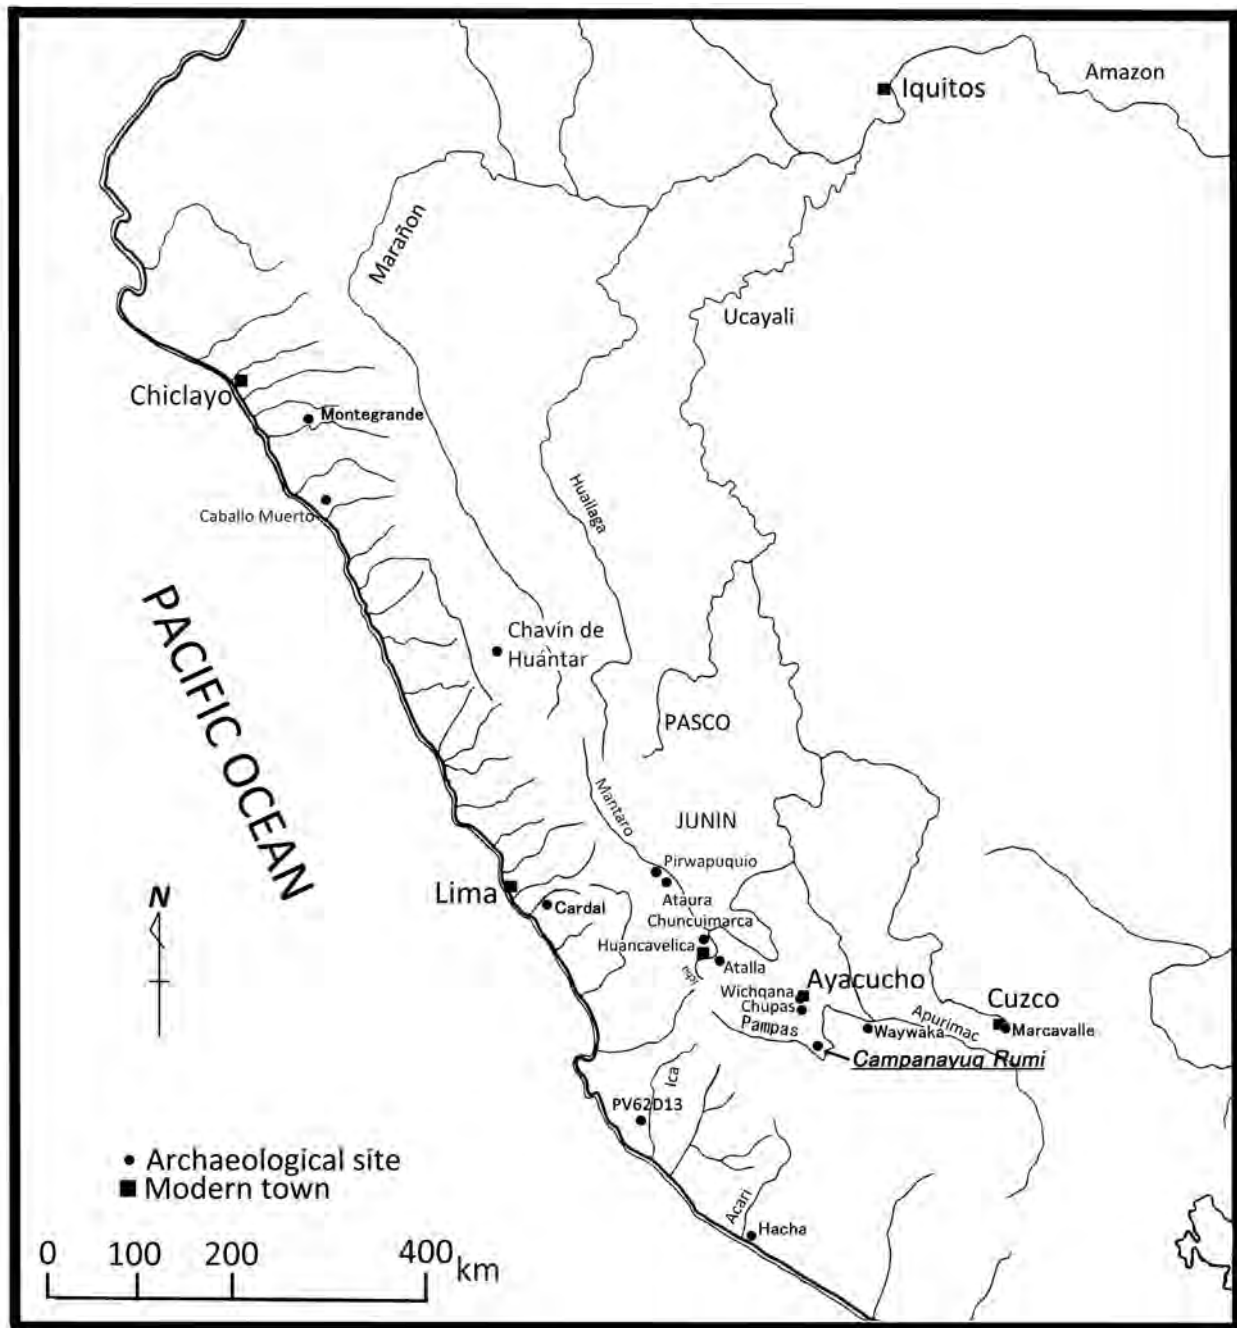 Iquitos
Amazon
Marañon
Ucayali
Chiclayo
Montegrande
Huallaga
Caballo Muerto
PACIFIC OCEAN
Chavín de
Huántar
PASCO
Mantaro
JUNIN
Pirwapuquio
Lima
Ataura
Cardal
Chuncuimarca
Huancavelica
Atalla
Ayacucho
Wichqana
Chupas
Cuzco
Pampas
Apurimac
Waywaka
Marcavalle
Campanayuq Rumi
Ica
PV62D13
Acari
Hacha
N
Archaeological site
Modern town
0 100 200 400 km